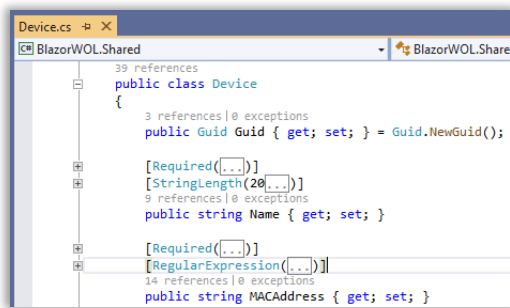 Device.cs
BlazorWOL.Shared BlazorWOL.Share
39 references
public class Device
{
3 references | 0 exceptions
public Guid Guid { get; set; } = Guid.NewGuid();
[Required(...)]
[StringLength(20...)]
9 references | 0 exceptions
public string Name { get; set; }
[Required(...)]
[RegularExpression(...)]
14 references | 0 exceptions
public string MACAddress { get; set; }